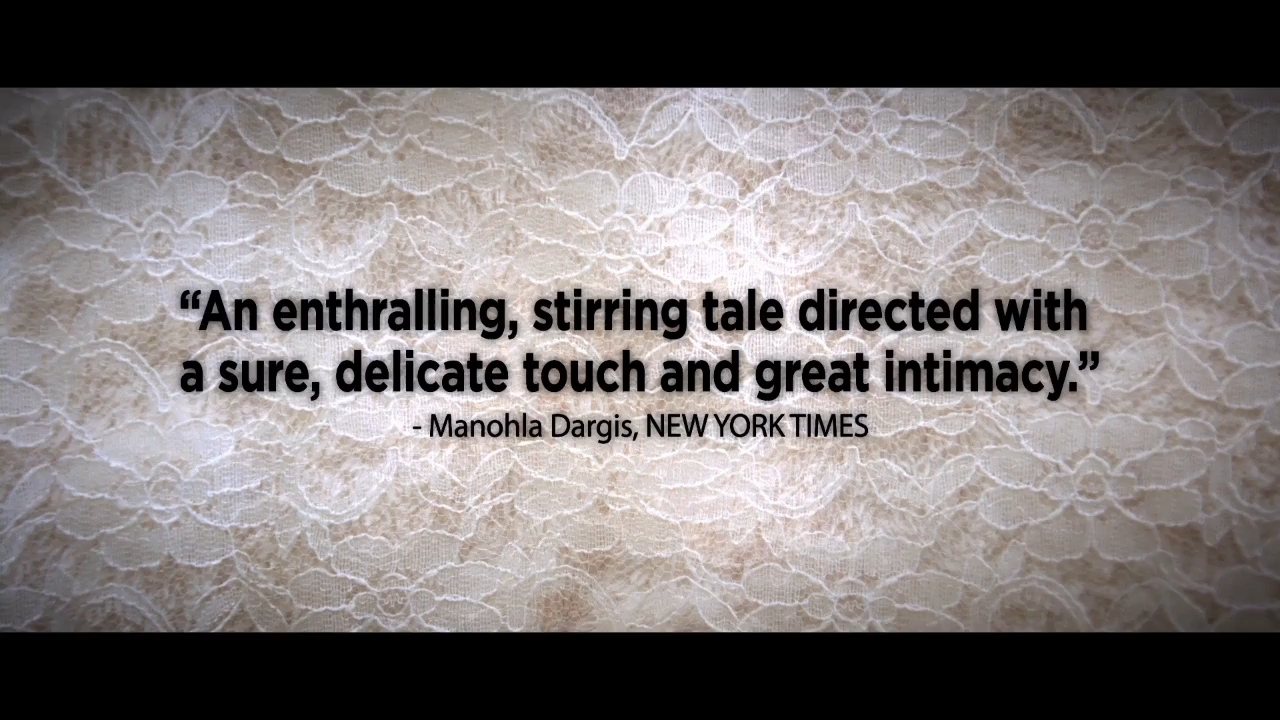 “An enthralling, stirring tale directed with
a sure, delicate touch and great intimacy.”
- Manohla Dargis, NEW YORK TIMES